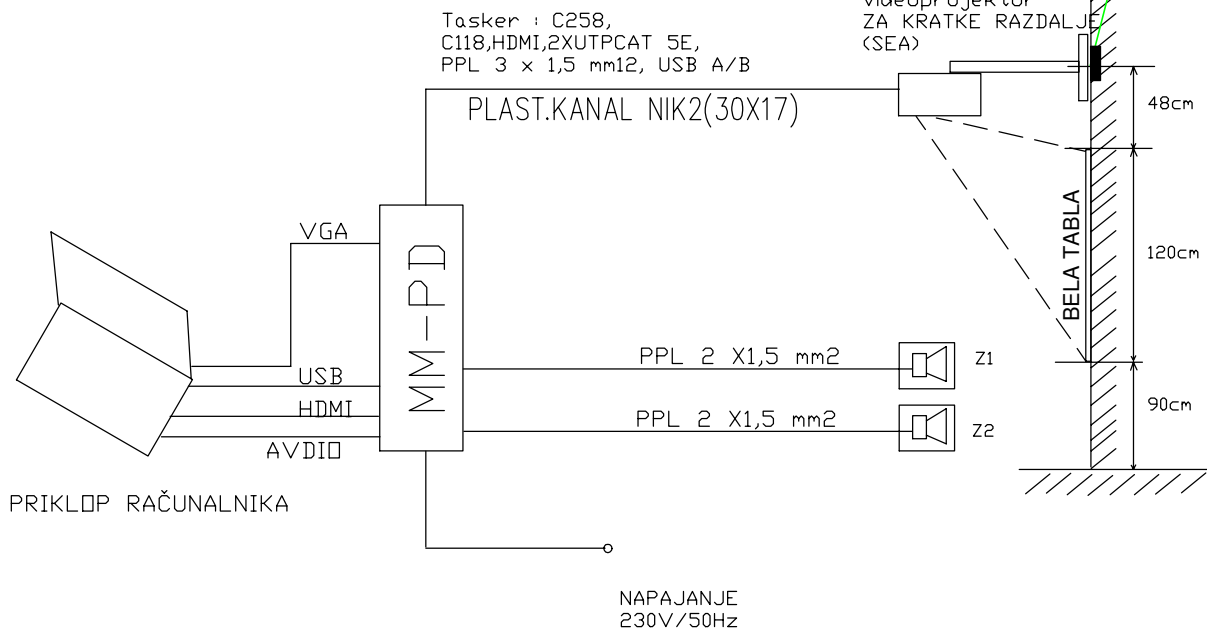 Tasker : C258,
C118,HDMI,2XUTPCAT 5E,
PPL 3 x 1,5 mm12, USB A/B
videoprojektor
ZA KRATKE RAZDALJE
(SEA)
PLAST.KANAL NIK2(30X17)
48cm
VGA
MM-PD
BELA TABLA
120cm
PPL 2 X1,5 mm2
Z1
USB
HDMI
90cm
PPL 2 X1,5 mm2
Z2
AVDIO
PRIKLOP RAČUNALNIKA
NAPAJANJE
230V/50Hz